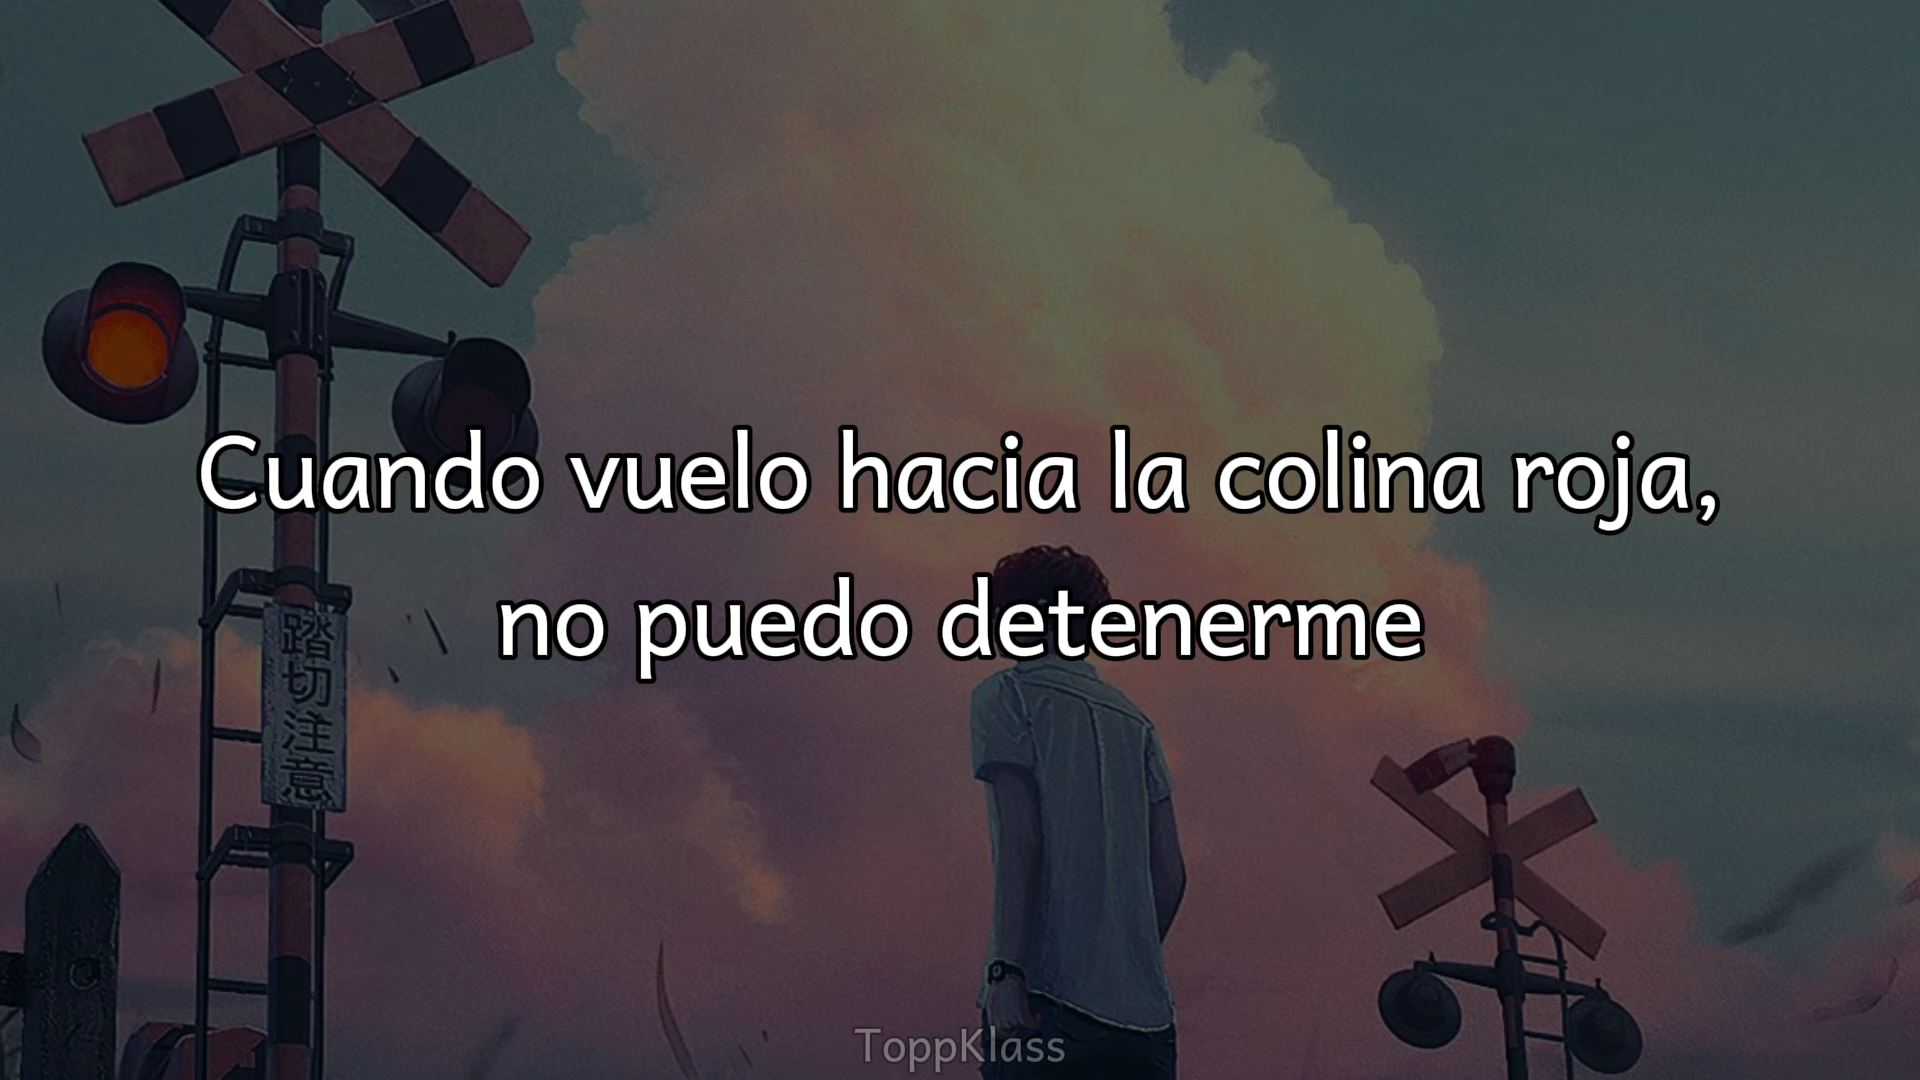 Cuando vuelo hacia la colina roja,
no puedo detenerme
踏切注意
ToppKlass